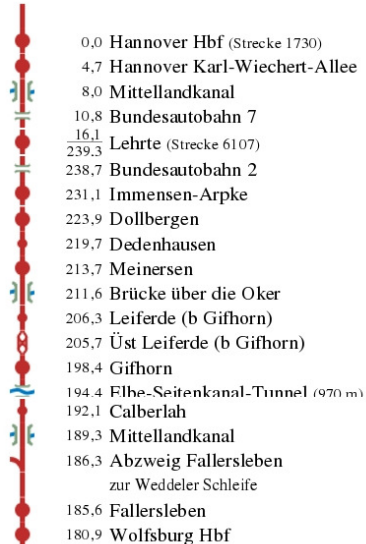 0,0 Hannover Hbf (Strecke 1730)
4,7 Hannover Karl-Wiechert-Allee
8,0 Mittellandkanal
10,8 Bundesautobahn 7
16,1
239,3 Lehrte (Strecke 6107)
238,7 Bundesautobahn 2
231,1 Immensen-Arpke
223,9 Dollbergen
219,7 Dedenhausen
213,7 Meinersen
211,6 Brücke über die Oker
206,3 Leiferde (b Gifhorn)
205,7 Üst Leiferde (b Gifhorn)
198,4 Gifhorn
194,4 Elbe-Seitenkanal-Tunnel (970 m)
192,1 Calberlah
189,3 Mittellandkanal
186,3 Abzweig Fallersleben
zur Weddeler Schleife
185,6 Fallersleben
180,9 Wolfsburg Hbf